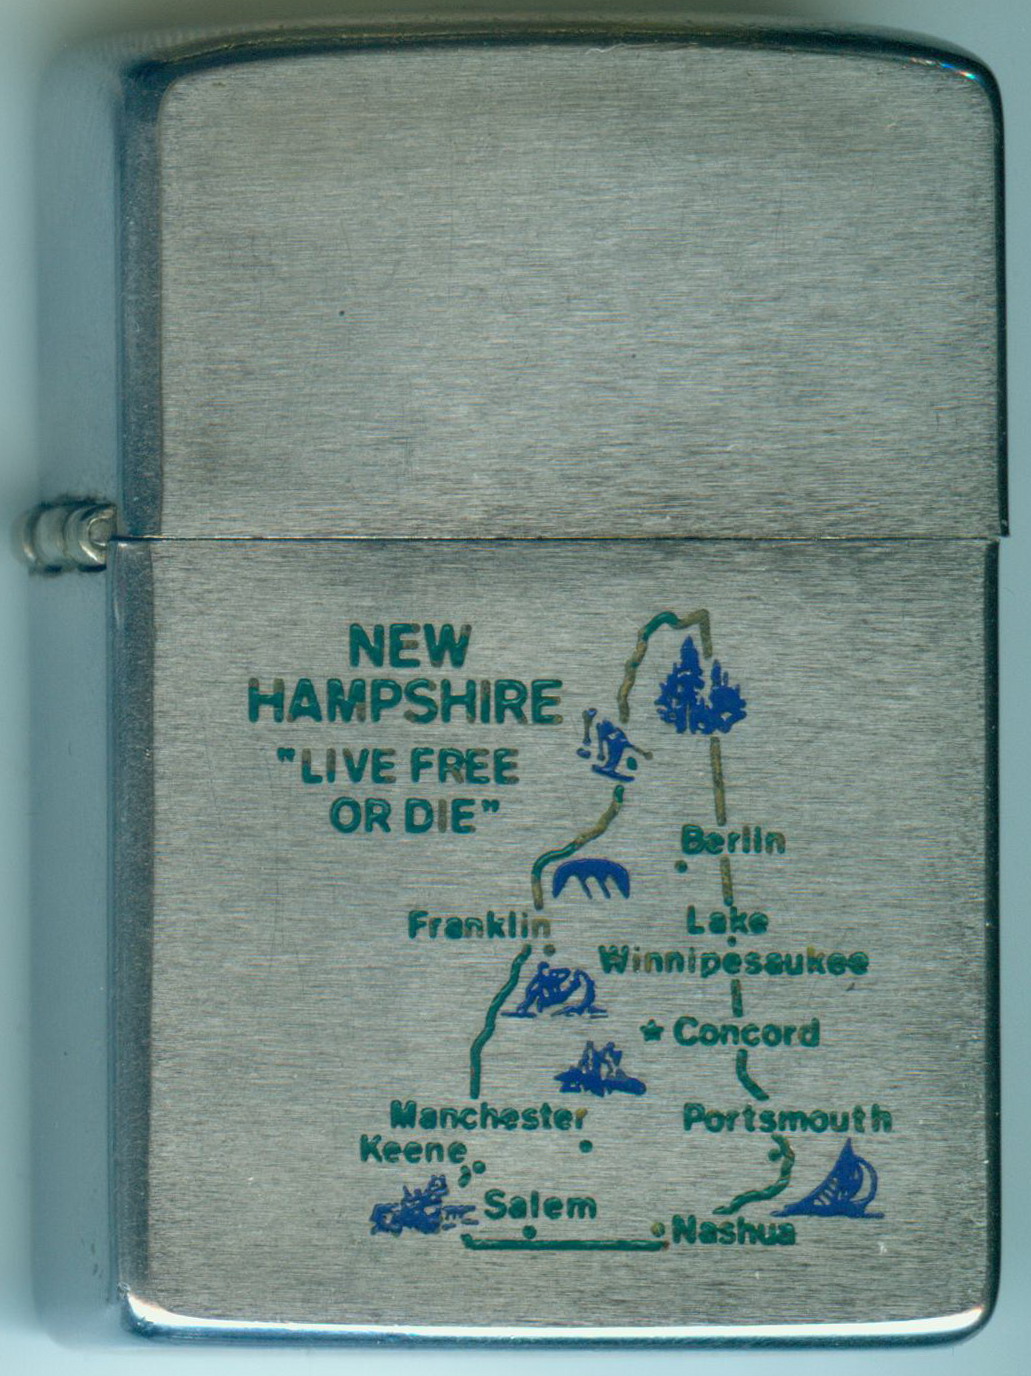 NEW
HAMPSHIRE
"LIVE FREE
OR DIE"
Berlin
Franklin
Lake
Winnipesaukee
Concord
Manchester
Portsmouth
Keene
Salem
Nashua